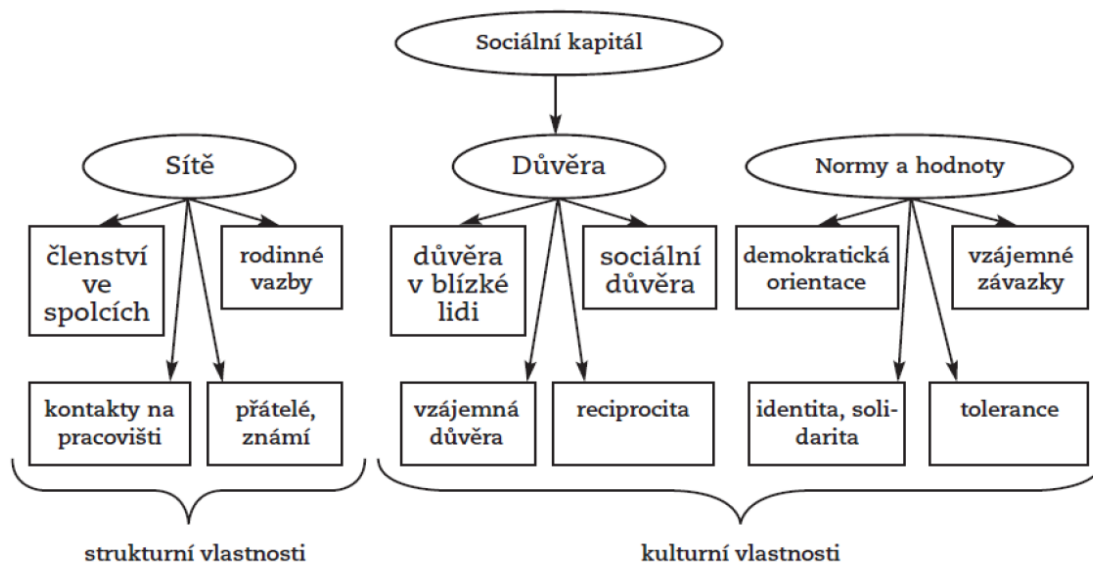 Sociální kapitál
Sítě
Důvěra
Normy a hodnoty
členství
ve
spolcích
rodinné
vazby
důvěra
v blízké
lidi
sociální
důvěra
demokratická
orientace
vzájemné
závazky
kontakty na
pracovišti
přátelé,
známí
vzájemná
důvěra
reciprocita
identita, soli-
darita
tolerance
strukturní vlastnosti
kulturní vlastnosti